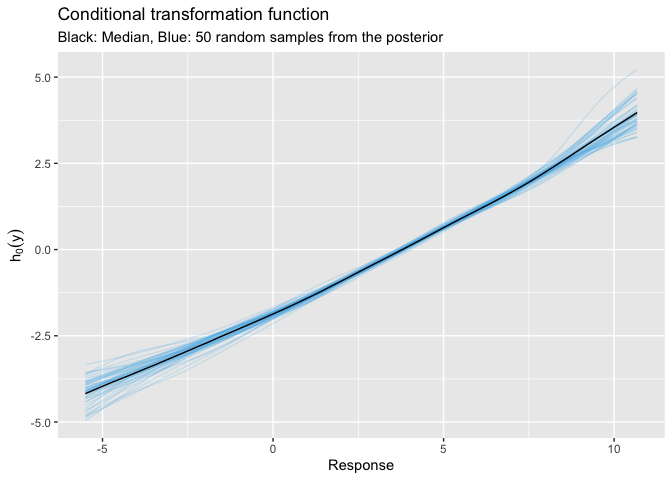 Conditional transformation function
Black: Median, Blue: 50 random samples from the posterior
h₀(y)
5.0
2.5
0.0
-2.5
-5.0
-5 0 5 10
Response